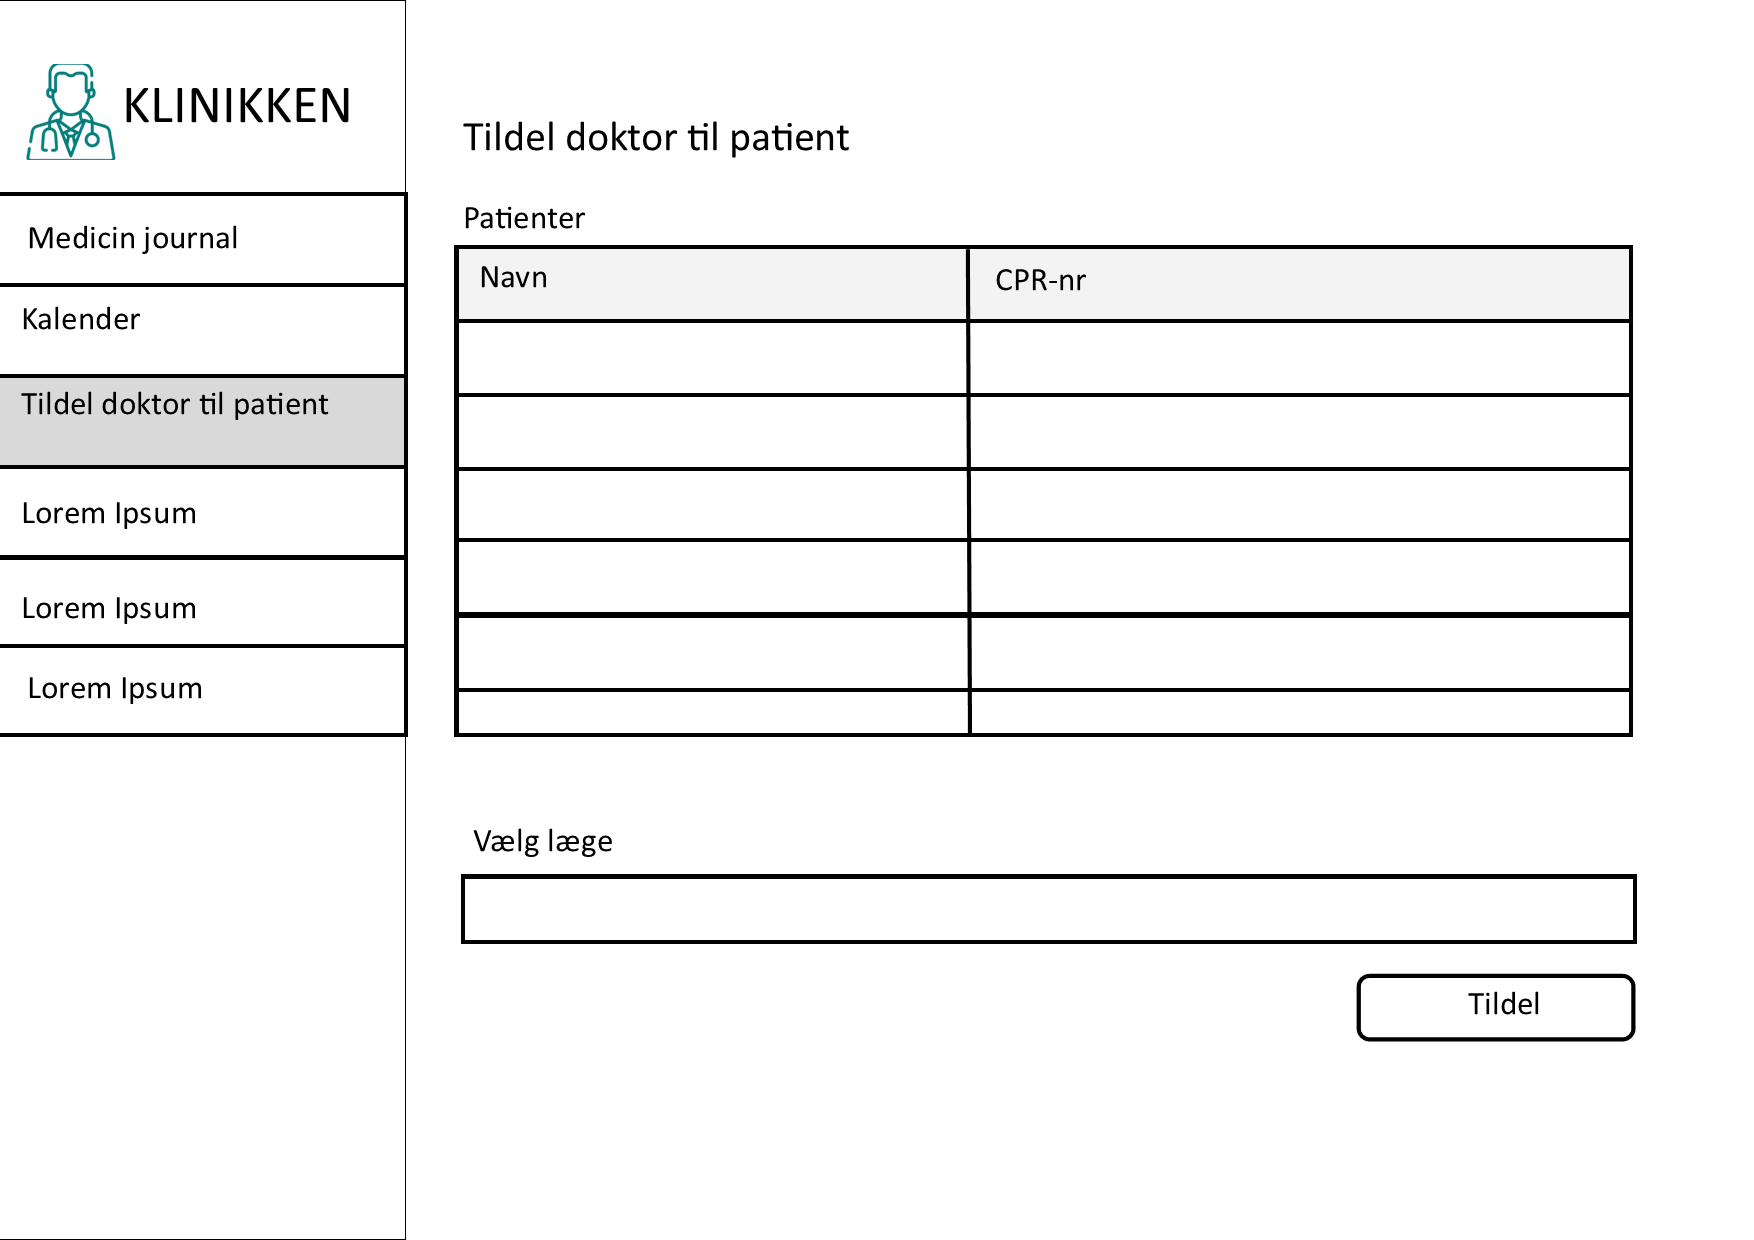 KLINIKKEN
Medicin journal
Kalender
Tildel doktor til patient
Lorem Ipsum
Lorem Ipsum
Lorem Ipsum
Tildel doktor til patient
Patienter
Navn
CPR-nr
Vælg læge
Tildel